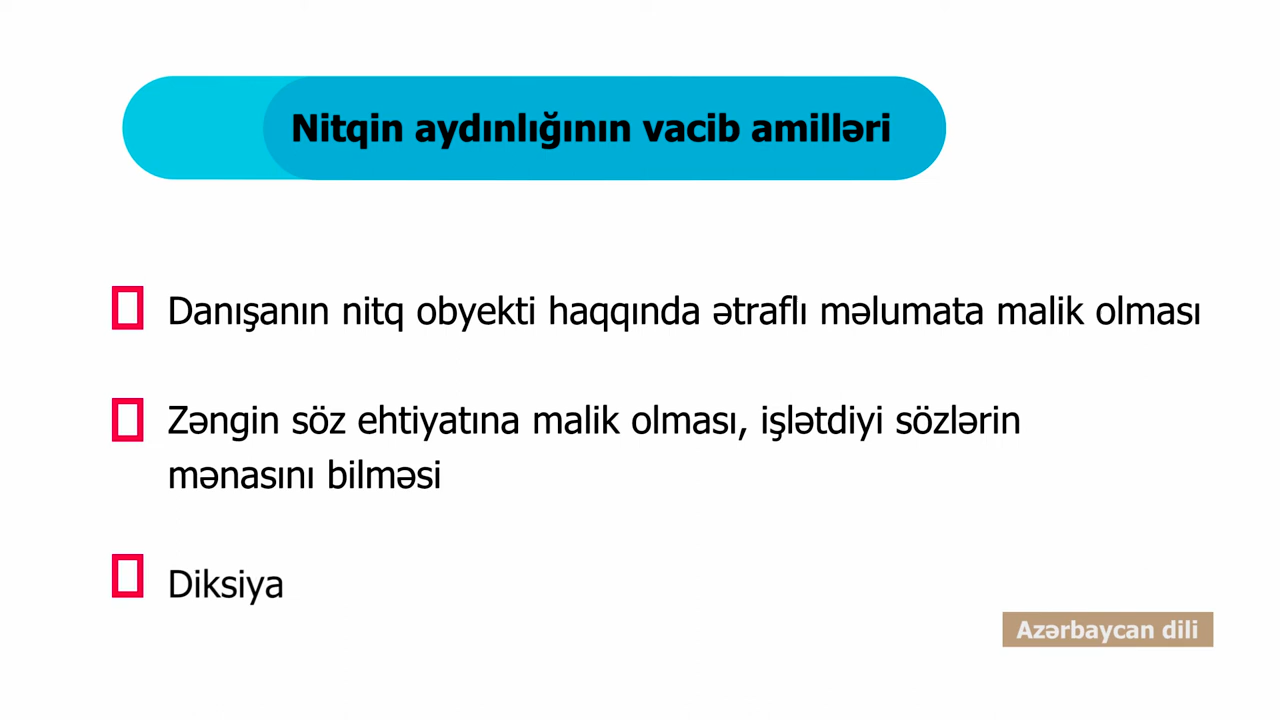 Nitqin aydınlığının vacib amilləri
Danışanın nitq obyekti haqqında ətraflı məlumata malik olması
Zəngin söz ehtiyatına malik olması, işlətdiyi sözlərin
mənasını bilməsi
Diksiya
Azərbaycan dili